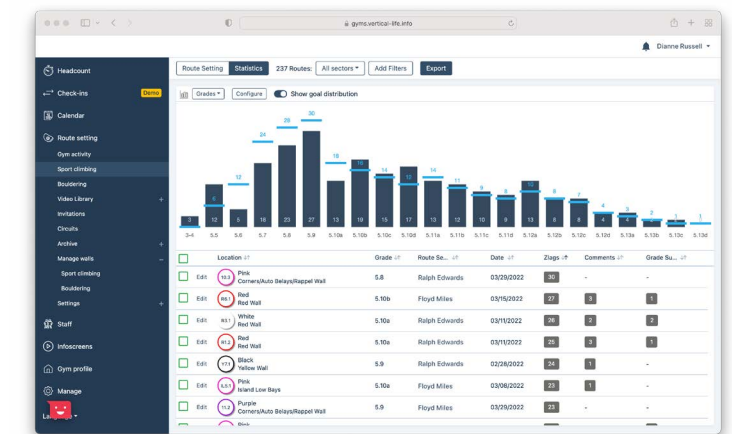 gyms.vertical-life.info
Dianne Russell
Headcount
Check-ins
Demo
Calendar
Route setting
Gym activity
Sport climbing
Bouldering
Video Library +
Invitations
Circuits
Archive +
Manage walls –
Sport climbing
Bouldering
Settings +
Staff
Infoscreens
Gym profile
Manage
Route Setting Statistics 237 Routes: All sectors Add Filters Export
Grades Configure Show goal distribution
6 12 24 28 30 18 16 14 10 14 11 9 8 10 9 7 4 3 2 1 1
3 12 5 18 23 27 13 19 15 17 13 12 10 9 13 8 8
3-4 5.5 5.6 5.7 5.8 5.9 5.10a 5.10b 5.10c 5.10d 5.11a 5.11b 5.11c 5.11d 5.12a 5.12b 5.12c 5.12d 5.13a 5.13b 5.13c 5.13d
Location Grade Route Se... Date Zlags Comments Grade Su...
Edit 10.3 Pink
Corners/Auto Belays/Rappel Wall 5.8 Ralph Edwards 03/29/2022 30 - -
Edit Red
Red Wall 5.10b Floyd Miles 03/15/2022 27 3 1
Edit White
Red Wall 5.10a Ralph Edwards 03/11/2022 26 2 2
Edit Red
Red Wall 5.10a Ralph Edwards 03/11/2022 25 3 1
Edit Black
Yellow Wall 5.9 Ralph Edwards 02/28/2022 24 1 -
Edit Pink
Island Low Bays 5.10a Floyd Miles 03/08/2022 23 1
Edit 11.2 Purple
Corners/Auto Belays/Rappel Wall 5.9 Floyd Miles 03/29/2022 23 - -
Pink